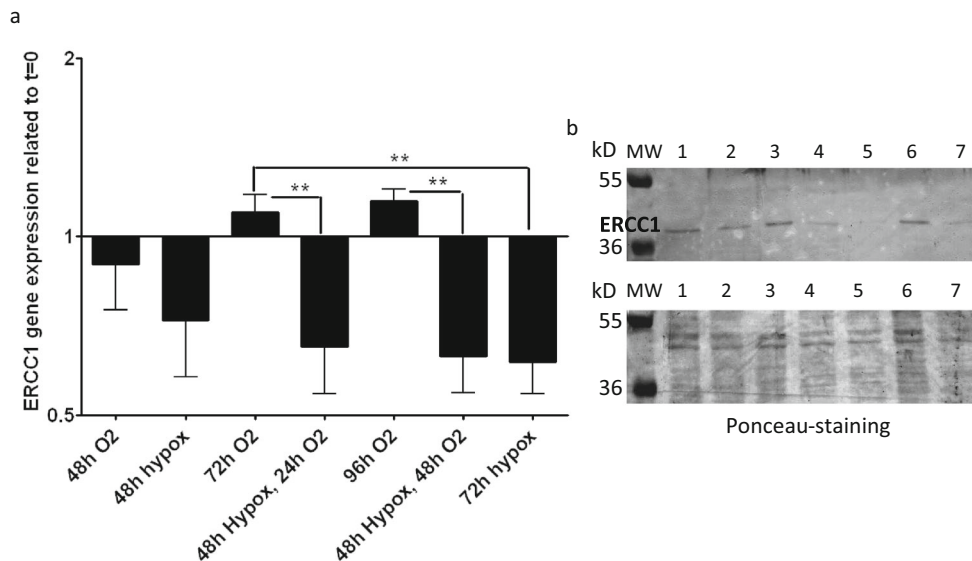 a
ERCC1 gene expression related to t=0
2
1
0.5
**
**
**
48h O2
48h hypox
72h O2
48h Hypox, 24h O2
96h O2
48h Hypox, 48h O2
72h hypox
b
kD MW 1 2 3 4 5 6 7
55
ERCC1
36
kD MW 1 2 3 4 5 6 7
55
36
Ponceau-staining